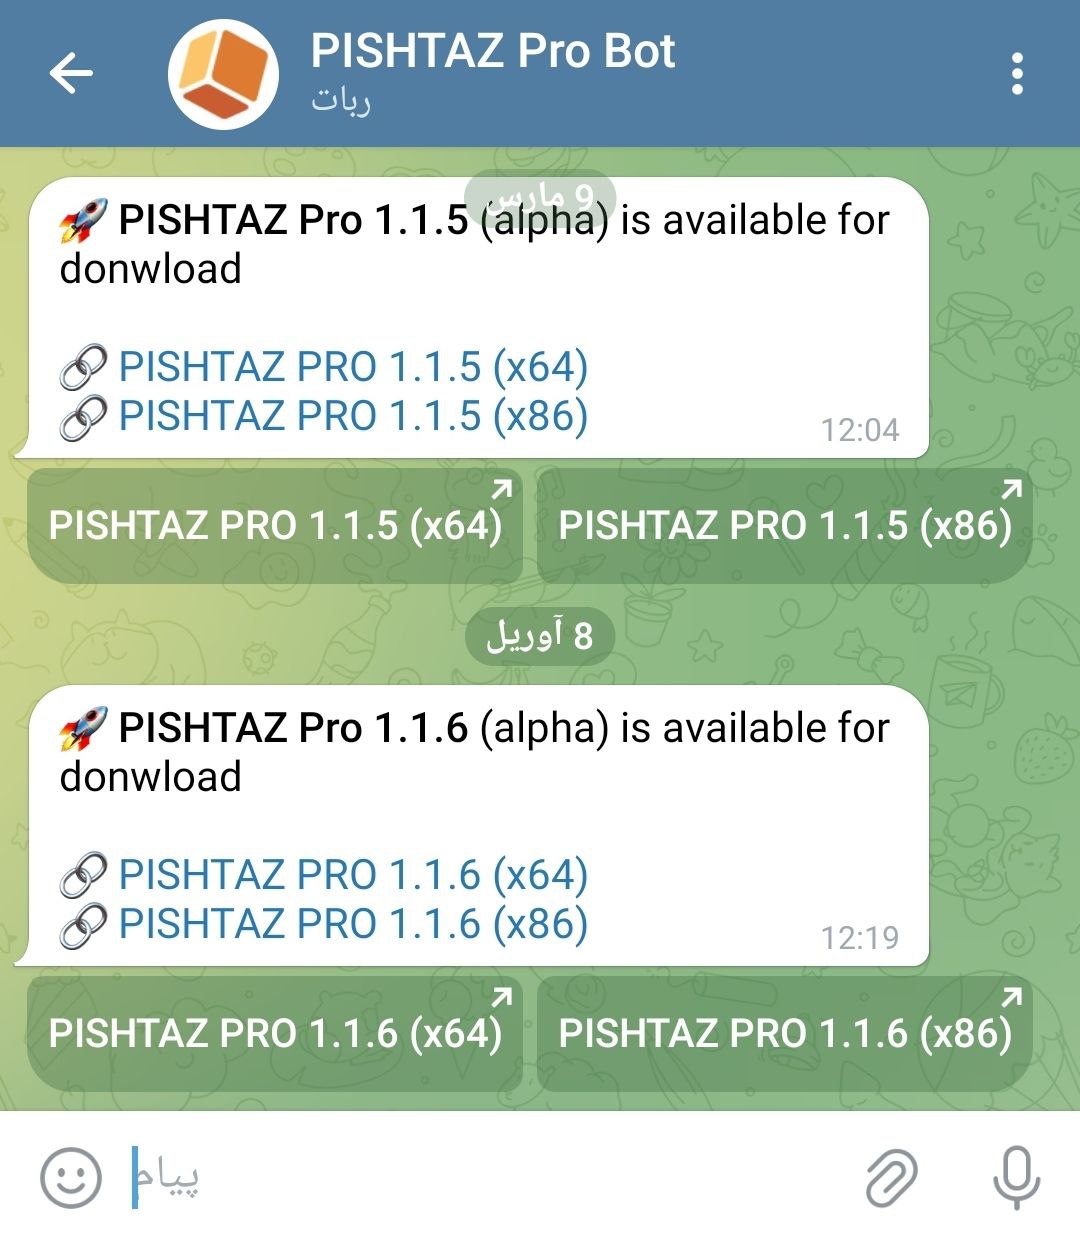 PISHTAZ Pro Bot
ربات
9 مارس
🚀 PISHTAZ Pro 1.1.5 (alpha) is available for
donwload
🔗 PISHTAZ PRO 1.1.5 (x64)
🔗 PISHTAZ PRO 1.1.5 (x86)
12:04
PISHTAZ PRO 1.1.5 (x64)
PISHTAZ PRO 1.1.5 (x86)
8 آوریل
🚀 PISHTAZ Pro 1.1.6 (alpha) is available for
donwload
🔗 PISHTAZ PRO 1.1.6 (x64)
🔗 PISHTAZ PRO 1.1.6 (x86)
12:19
PISHTAZ PRO 1.1.6 (x64)
PISHTAZ PRO 1.1.6 (x86)
پیام